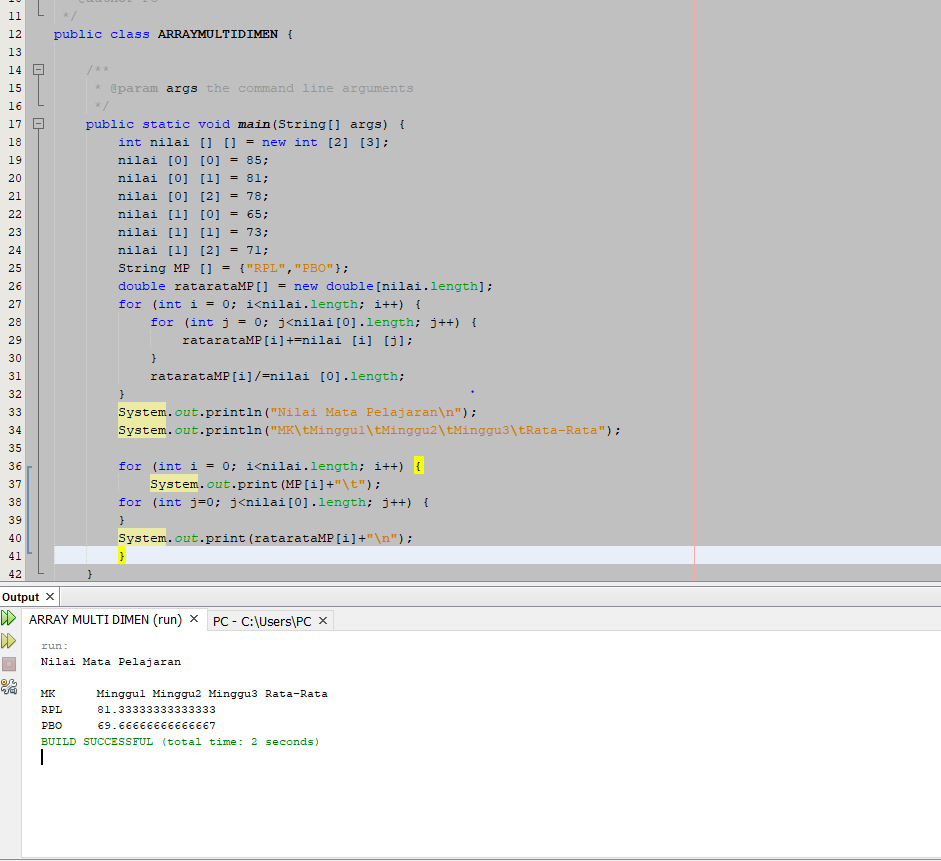 11 */
12 public class ARRAYMULTIDIMEN {
13
14 /**
15 * @param args the command line arguments
16 */
17 public static void main(String[] args) {
18 int nilai [] [] = new int [2] [3];
19 nilai [0] [0] = 85;
20 nilai [0] [1] = 81;
21 nilai [0] [2] = 78;
22 nilai [1] [0] = 65;
23 nilai [1] [1] = 73;
24 nilai [1] [2] = 71;
25 String MP [] = {"RPL","PBO"};
26 double ratarataMP[] = new double[nilai.length];
27 for (int i = 0; i<nilai.length; i++) {
28 for (int j = 0; j<nilai[0].length; j++) {
29 ratarataMP[i]+=nilai [i] [j];
30 }
31 ratarataMP[i]/=nilai [0].length;
32 }
33 System.out.println("Nilai Mata Pelajaran\n");
34 System.out.println("MK\tMinggu1\tMinggu2\tMinggu3\tRata-Rata");
35
36 for (int i = 0; i<nilai.length; i++) {
37 System.out.print(MP[i]+"\t");
38 for (int j=0; j<nilai[0].length; j++) {
39 }
40 System.out.print(ratarataMP[i]+"\n");
41 }
42 }
Output ×
ARRAY MULTI DIMEN (run) × PC - C:\Users\PC ×
run:
Nilai Mata Pelajaran
MK Minggu1 Minggu2 Minggu3 Rata-Rata
RPL 81.33333333333333
PBO 69.66666666666667
BUILD SUCCESSFUL (total time: 2 seconds)